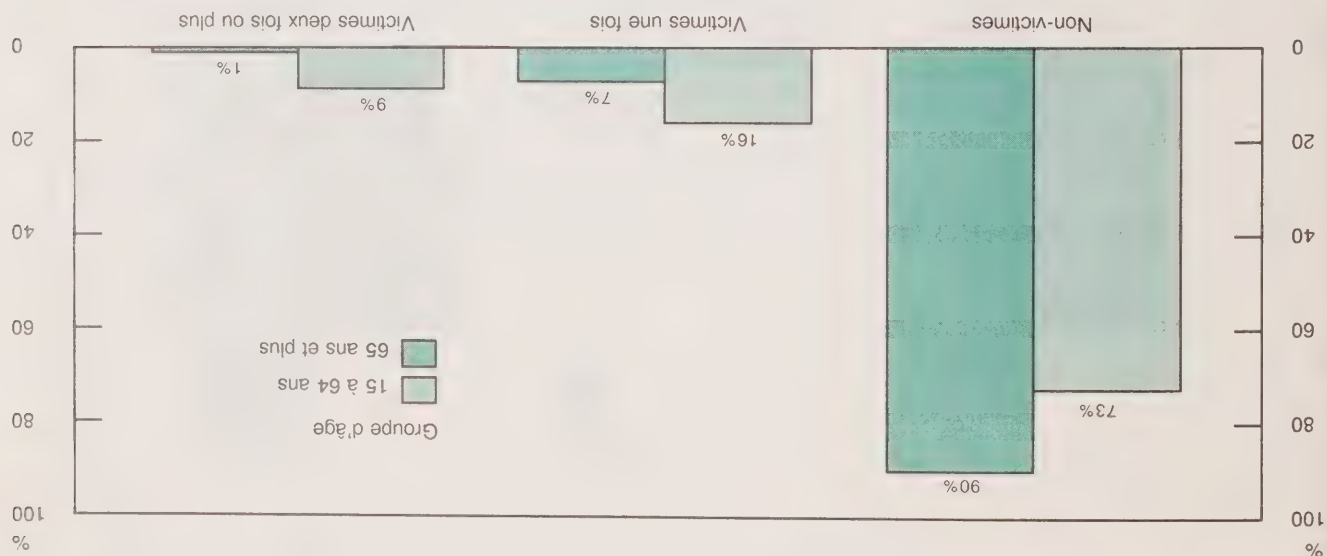 % %
100 100
90%
80 80
73%
Groupe d'âge
15 à 64 ans
65 ans et plus
60 60
40 40
20 20
16%
9%
7%
1%
0 0
Non-victimes
Victimes une fois
Victimes deux fois ou plus